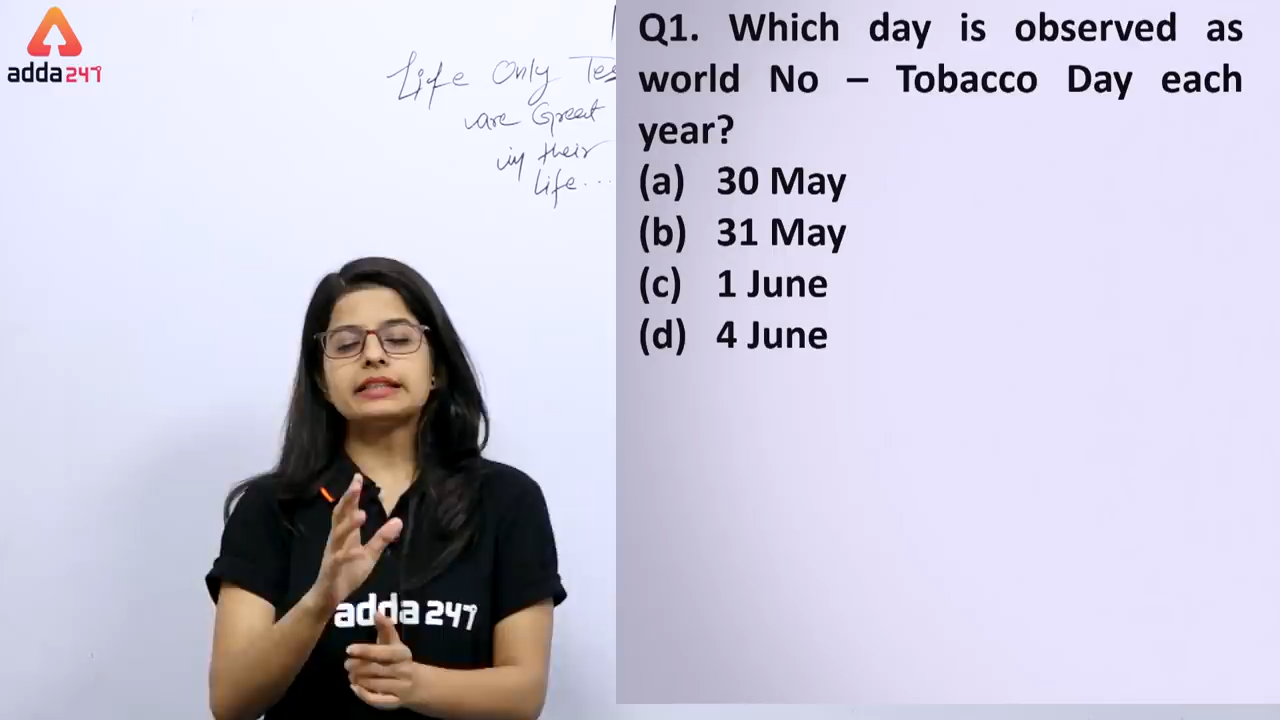 adda247
Life Only Tes
are Great
in their
life...
Q1. Which day is observed as
world No – Tobacco Day each
year?
(a) 30 May
(b) 31 May
(c) 1 June
(d) 4 June
adda247